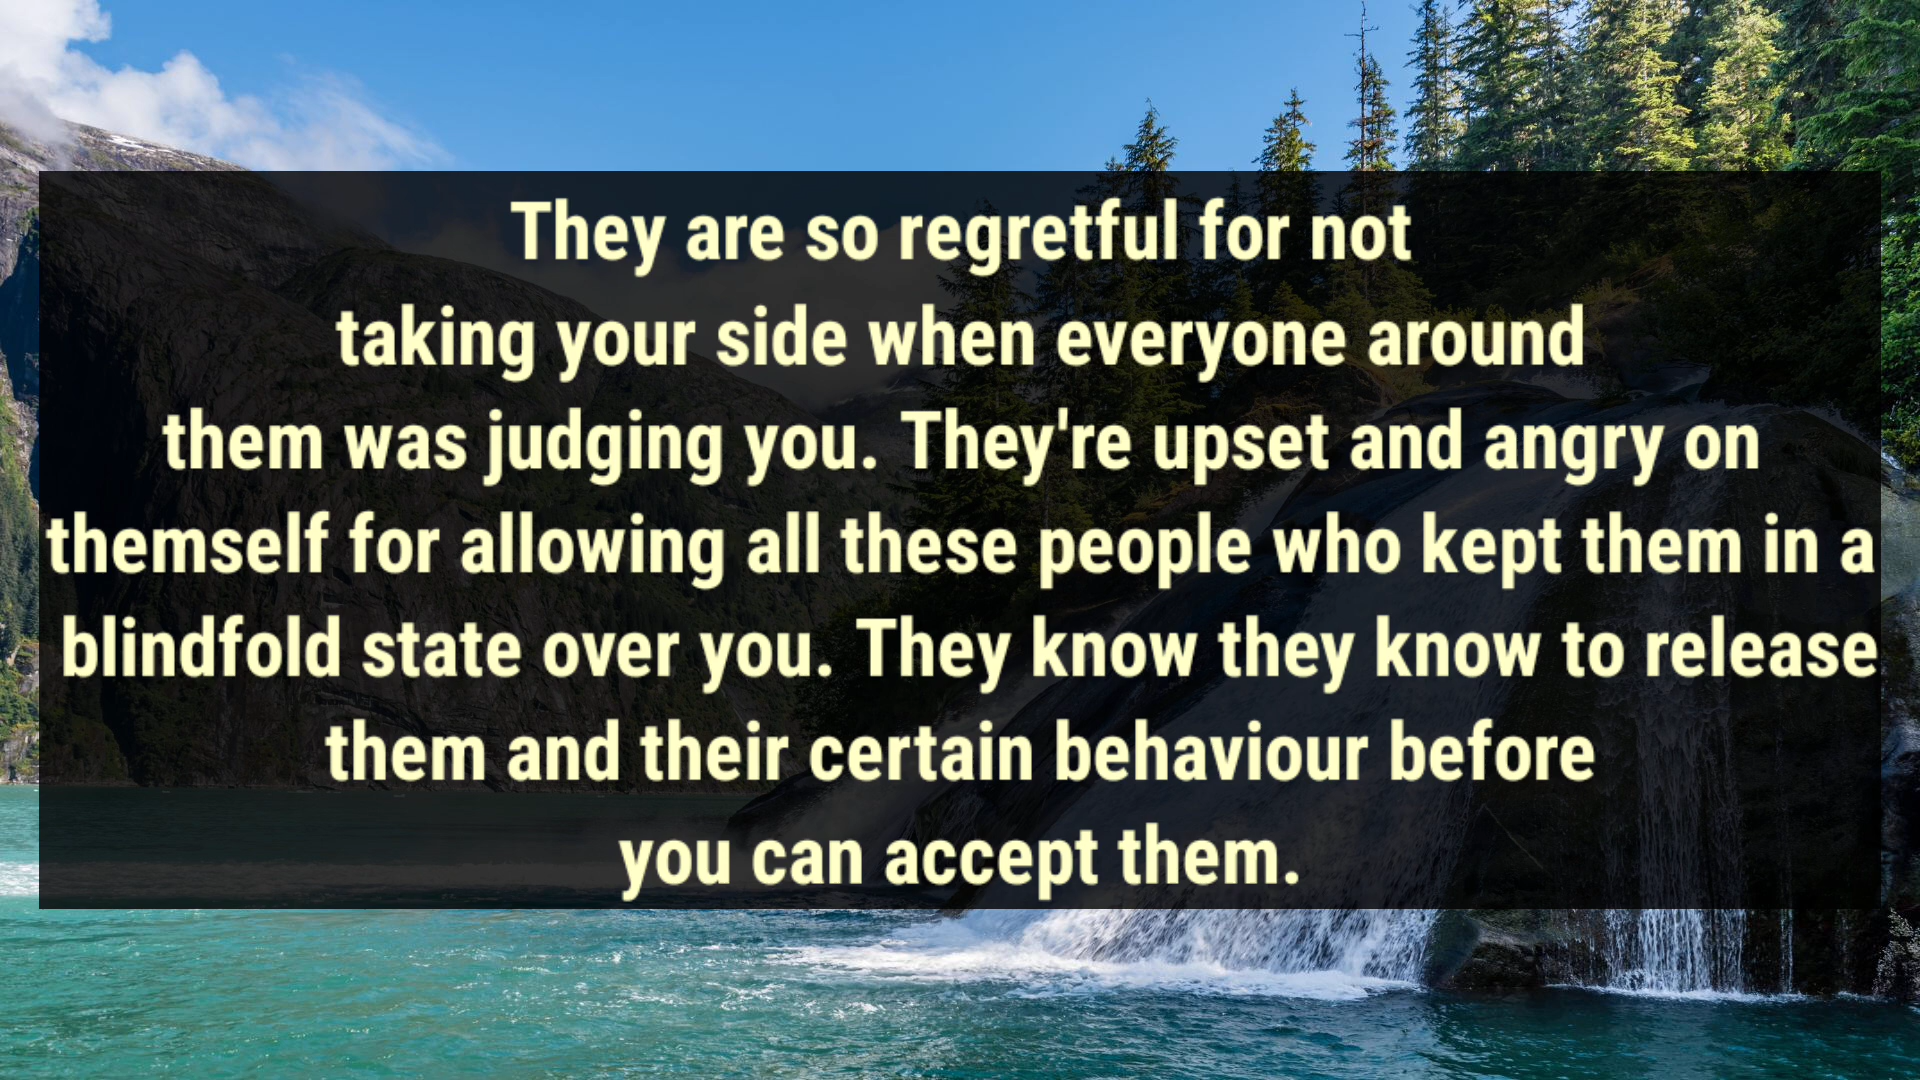 They are so regretful for not
taking your side when everyone around
them was judging you. They're upset and angry on
themself for allowing all these people who kept them in a
blindfold state over you. They know they know to release
them and their certain behaviour before
you can accept them.